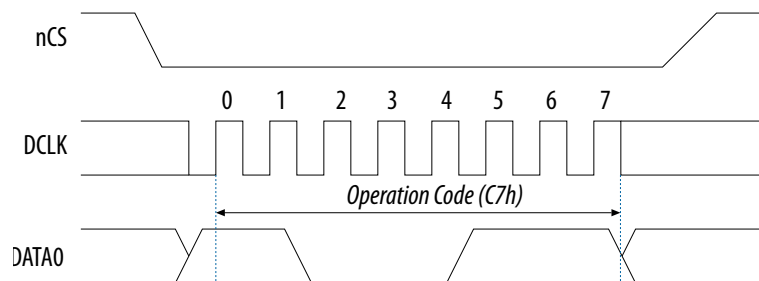 nCS
0 1 2 3 4 5 6 7
DCLK
Operation Code (C7h)
DATA0